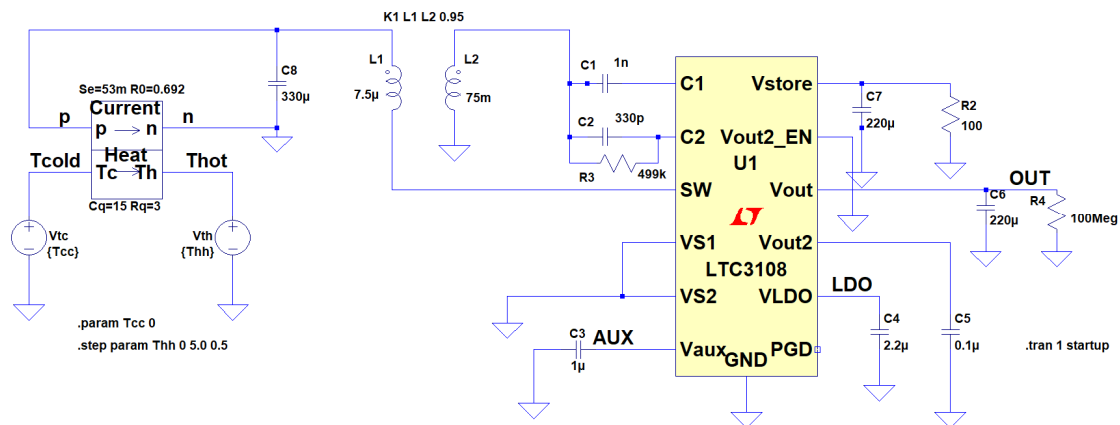 K1 L1 L2 0.95
L1
7.5µ
L2
75m
C8
330µ
Se=53m R0=0.692
Current
p
p
n
n
Heat
Tcold
Tc
Th
Thot
Cq=15 Rq=3
Vtc
{Tcc}
Vth
{Thh}
.param Tcc 0
.step param Thh 0 5.0 0.5
C1
1n
C2
330p
R3
499k
C1
C2
SW
VS1
VS2
Vaux
GND
Vstore
Vout2_EN
U1
Vout
Vout2
LTC3108
VLDO
PGD
C3
1µ
AUX
C7
220µ
R2
100
OUT
C6
220µ
R4
100Meg
LDO
C4
2.2µ
C5
0.1µ
.tran 1 startup